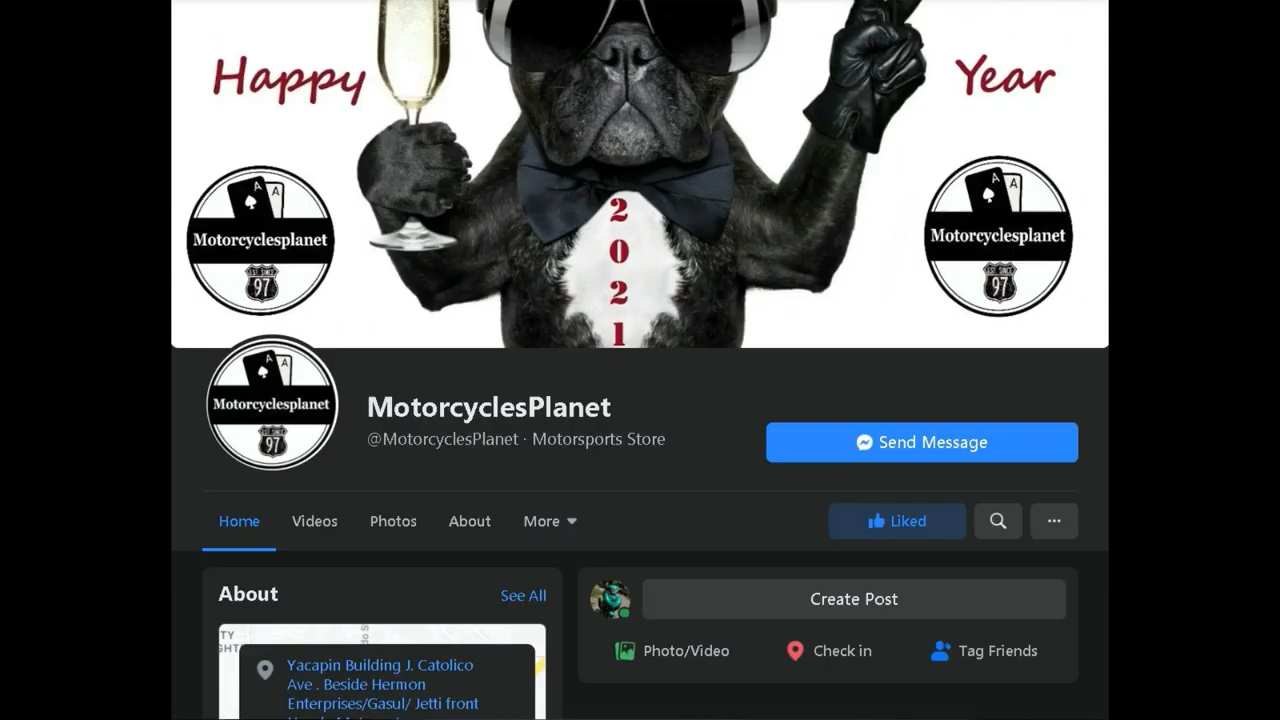 Happy
Year
A A
Motorcyclesplanet
EST SINCE
97
2
0
2
1
A A
Motorcyclesplanet
EST SINCE
97
A A
Motorcyclesplanet
97
MotorcyclesPlanet
@MotorcyclesPlanet · Motorsports Store
Send Message
Home Videos Photos About More
Liked
About
See All
Create Post
Photo/Video
Check in
Tag Friends
TY
GHT
Yacapin Building J. Catolico
Ave . Beside Hermon
Enterprises/Gasul/ Jetti front